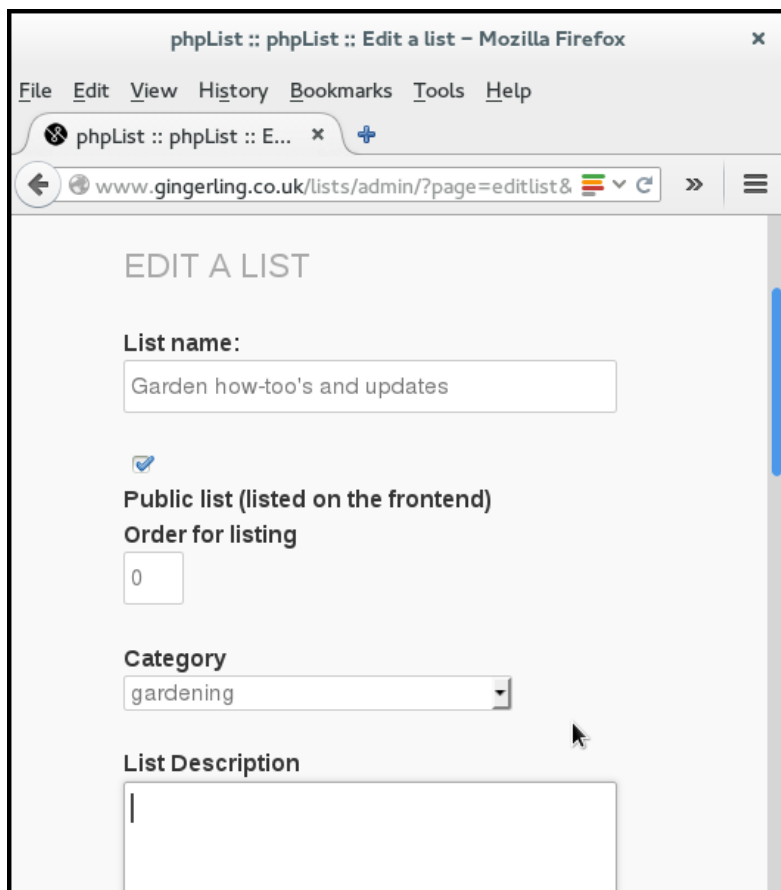 phpList :: phpList :: Edit a list – Mozilla Firefox
File Edit View History Bookmarks Tools Help
phpList :: phpList :: E...
www.gingerling.co.uk/lists/admin/?page=editlist&
EDIT A LIST
List name:
Garden how-too's and updates
Public list (listed on the frontend)
Order for listing
0
Category
gardening
List Description